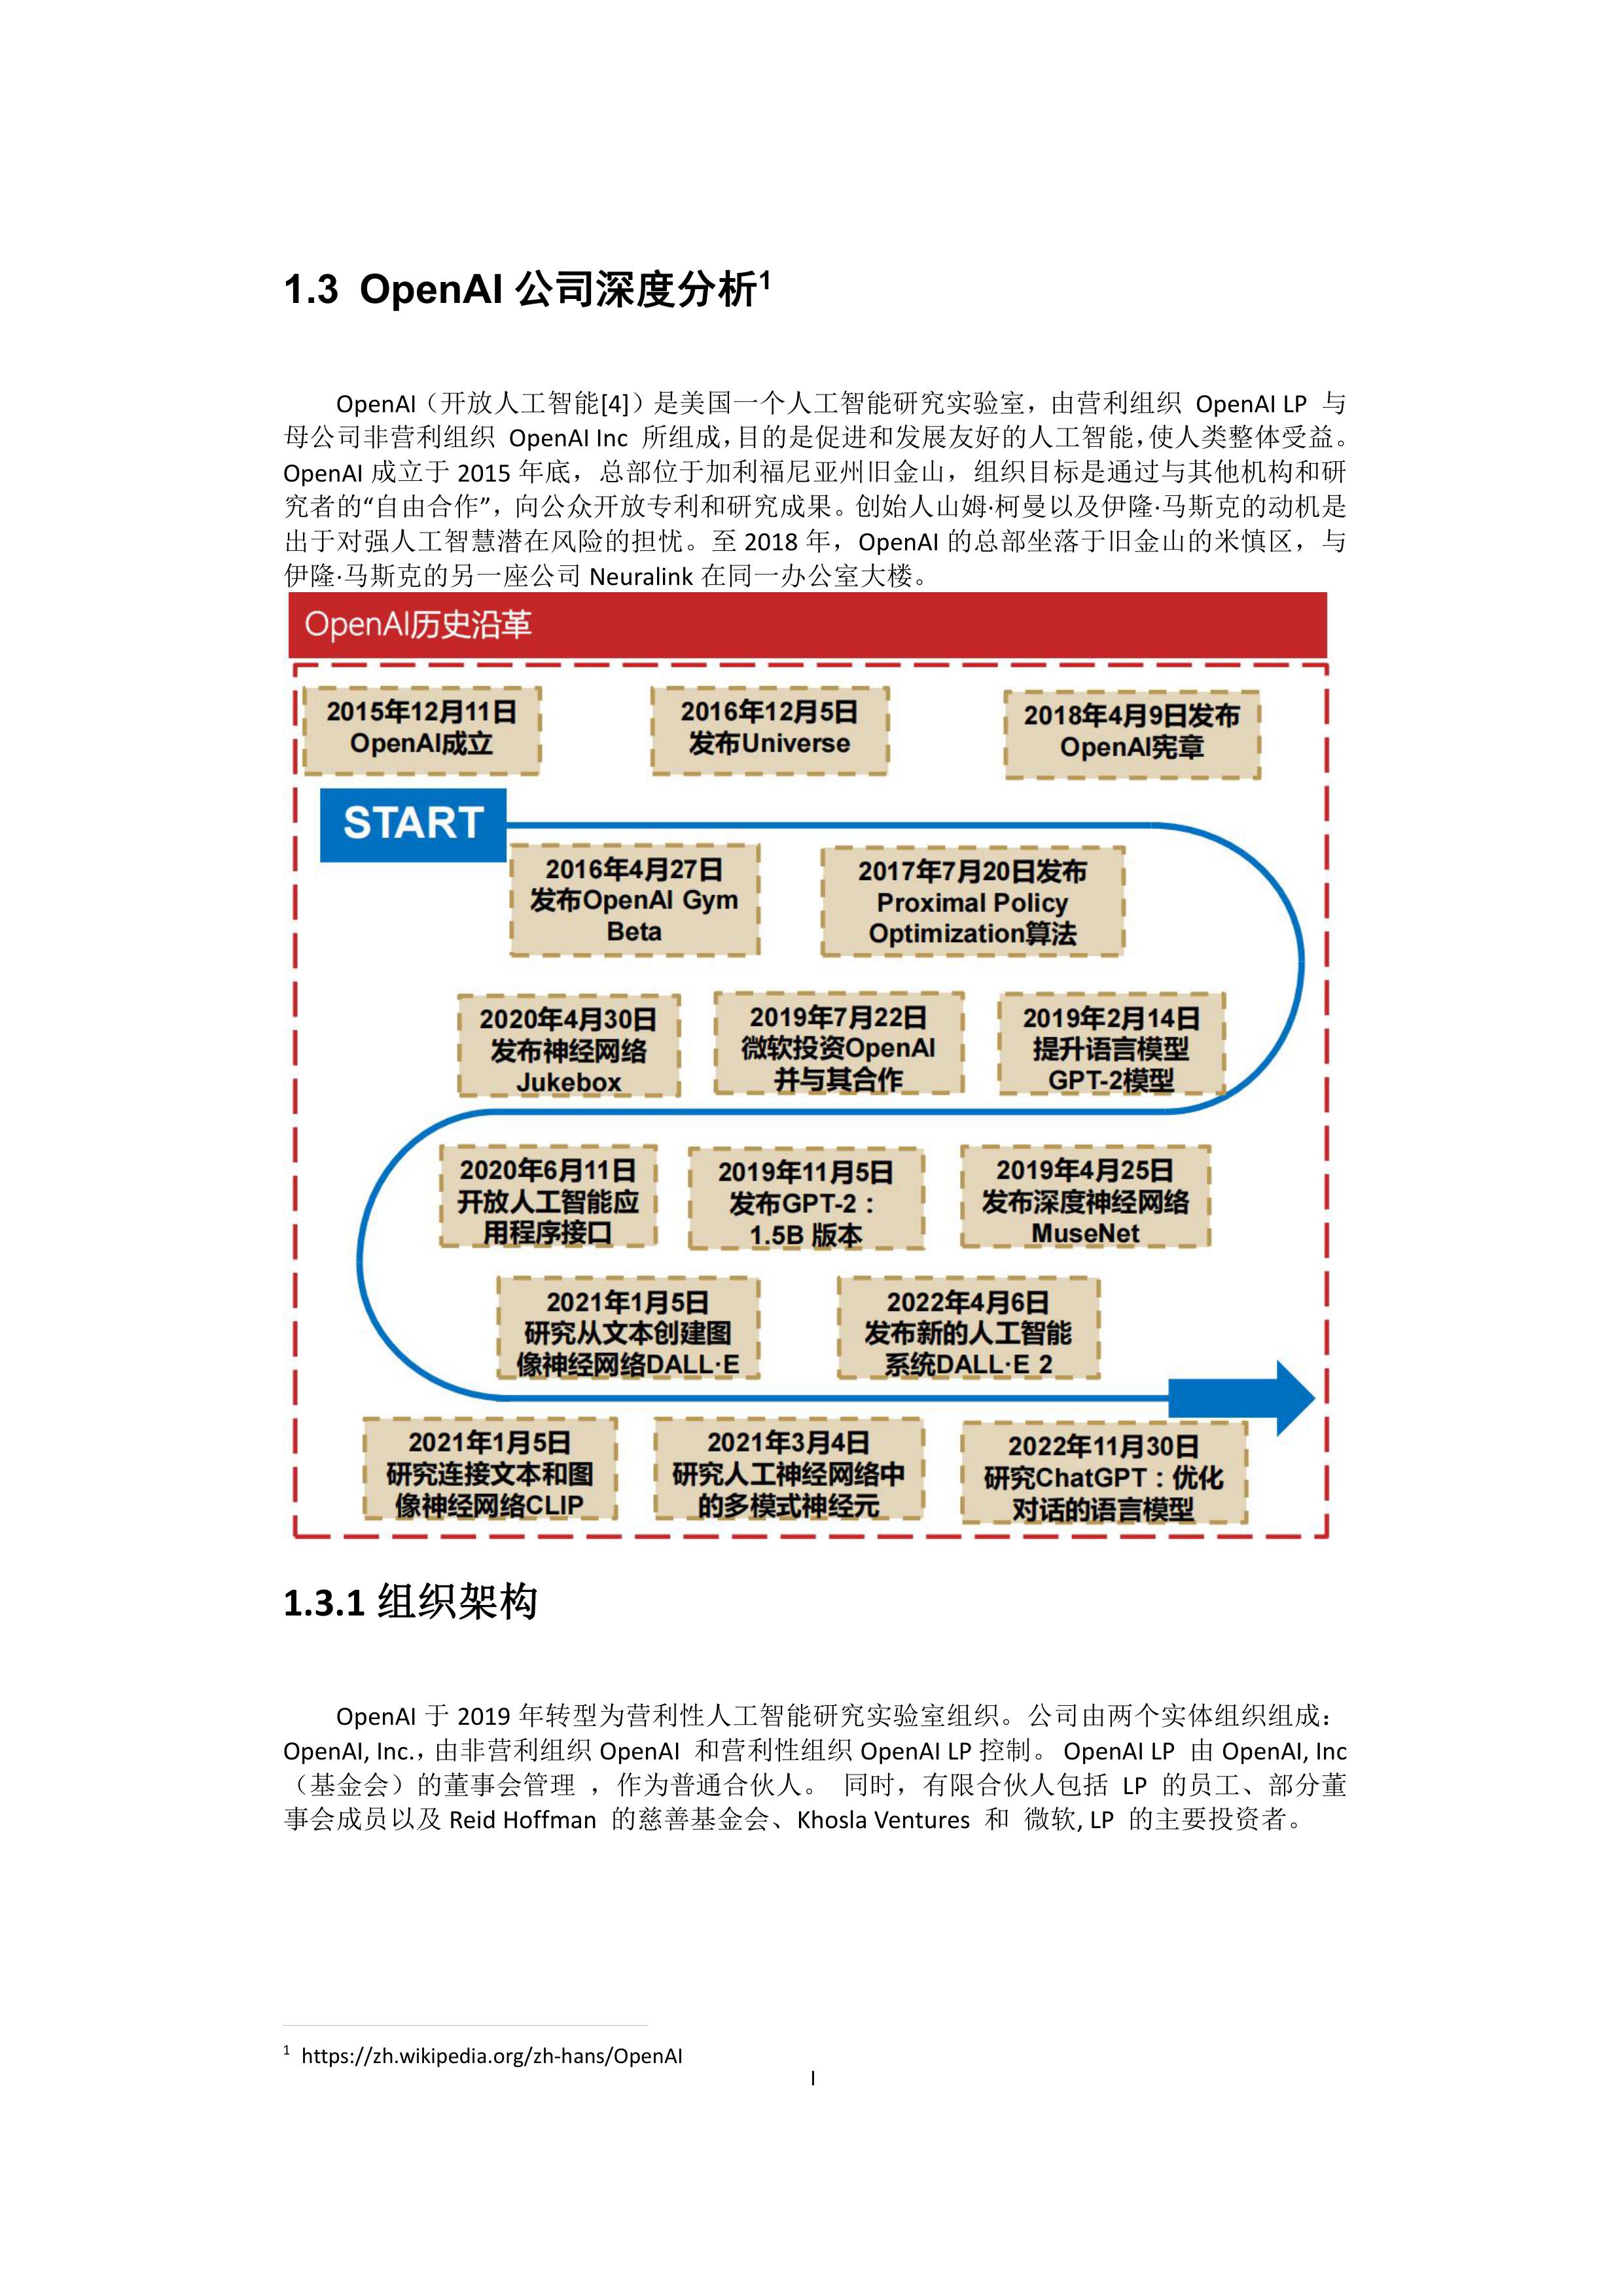 1.3 OpenAI 公司深度分析1
OpenAI（开放人工智能[4]）是美国一个人工智能研究实验室，由营利组织 OpenAI LP 与
母公司非营利组织 OpenAI Inc 所组成，目的是促进和发展友好的人工智能，使人类整体受益。
OpenAI 成立于 2015 年底，总部位于加利福尼亚州旧金山，组织目标是通过与其他机构和研
究者的“自由合作”，向公众开放专利和研究成果。创始人山姆·柯曼以及伊隆·马斯克的动机是
出于对强人工智慧潜在风险的担忧。至 2018 年，OpenAI 的总部坐落于旧金山的米慎区，与
伊隆·马斯克的另一座公司 Neuralink 在同一办公室大楼。
OpenAI历史沿革
2015年12月11日
OpenAI成立
2016年12月5日
发布Universe
2018年4月9日发布
OpenAI宪章
START
2016年4月27日
发布OpenAI Gym
Beta
2017年7月20日发布
Proximal Policy
Optimization算法
2020年4月30日
发布神经网络
Jukebox
2019年7月22日
微软投资OpenAI
并与其合作
2019年2月14日
提升语言模型
GPT-2模型
2020年6月11日
开放人工智能应
用程序接口
2019年11月5日
发布GPT-2：
1.5B 版本
2019年4月25日
发布深度神经网络
MuseNet
2021年1月5日
研究从文本创建图
像神经网络DALL·E
2022年4月6日
发布新的人工智能
系统DALL·E 2
2021年1月5日
研究连接文本和图
像神经网络CLIP
2021年3月4日
研究人工神经网络中
的多模式神经元
2022年11月30日
研究ChatGPT：优化
对话的语言模型
1.3.1 组织架构
OpenAI 于 2019 年转型为营利性人工智能研究实验室组织。公司由两个实体组织组成：
OpenAI, Inc.，由非营利组织 OpenAI 和营利性组织 OpenAI LP 控制。 OpenAI LP 由 OpenAI, Inc
（基金会）的董事会管理 ，作为普通合伙人。 同时，有限合伙人包括 LP 的员工、部分董
事会成员以及 Reid Hoffman 的慈善基金会、Khosla Ventures 和 微软, LP 的主要投资者。
1 https://zh.wikipedia.org/zh-hans/OpenAI
I